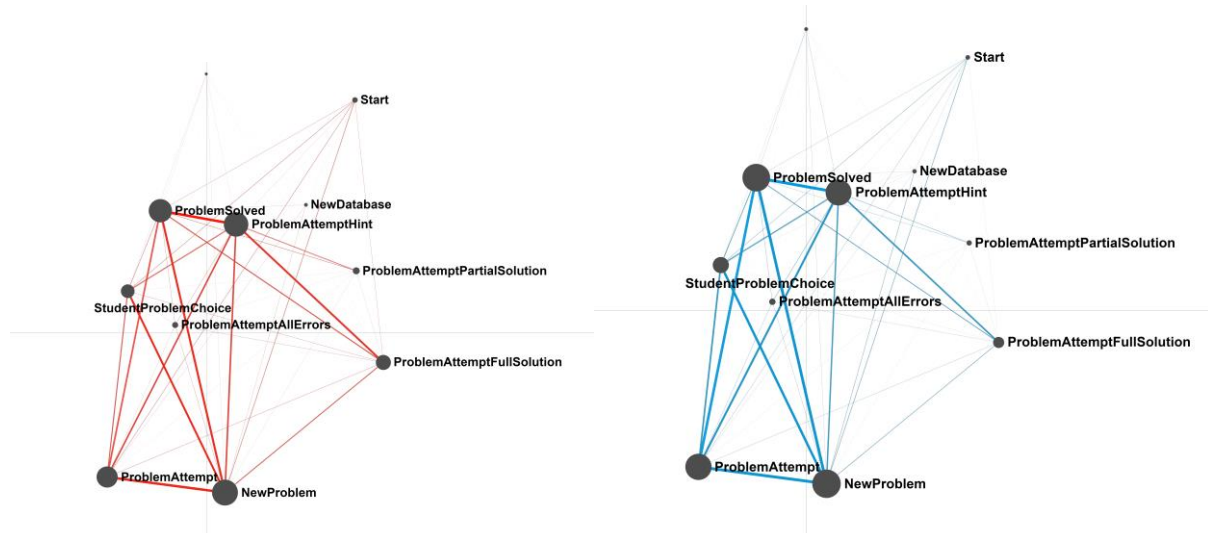 Start
ProblemSolved
NewDatabase
ProblemAttemptHint
ProblemAttemptPartialSolution
StudentProblemChoice
ProblemAttemptAllErrors
ProblemAttemptFullSolution
ProblemAttempt
NewProblem
Start
NewDatabase
ProblemSolved
ProblemAttemptHint
ProblemAttemptPartialSolution
StudentProblemChoice
ProblemAttemptAllErrors
ProblemAttemptFullSolution
ProblemAttempt
NewProblem